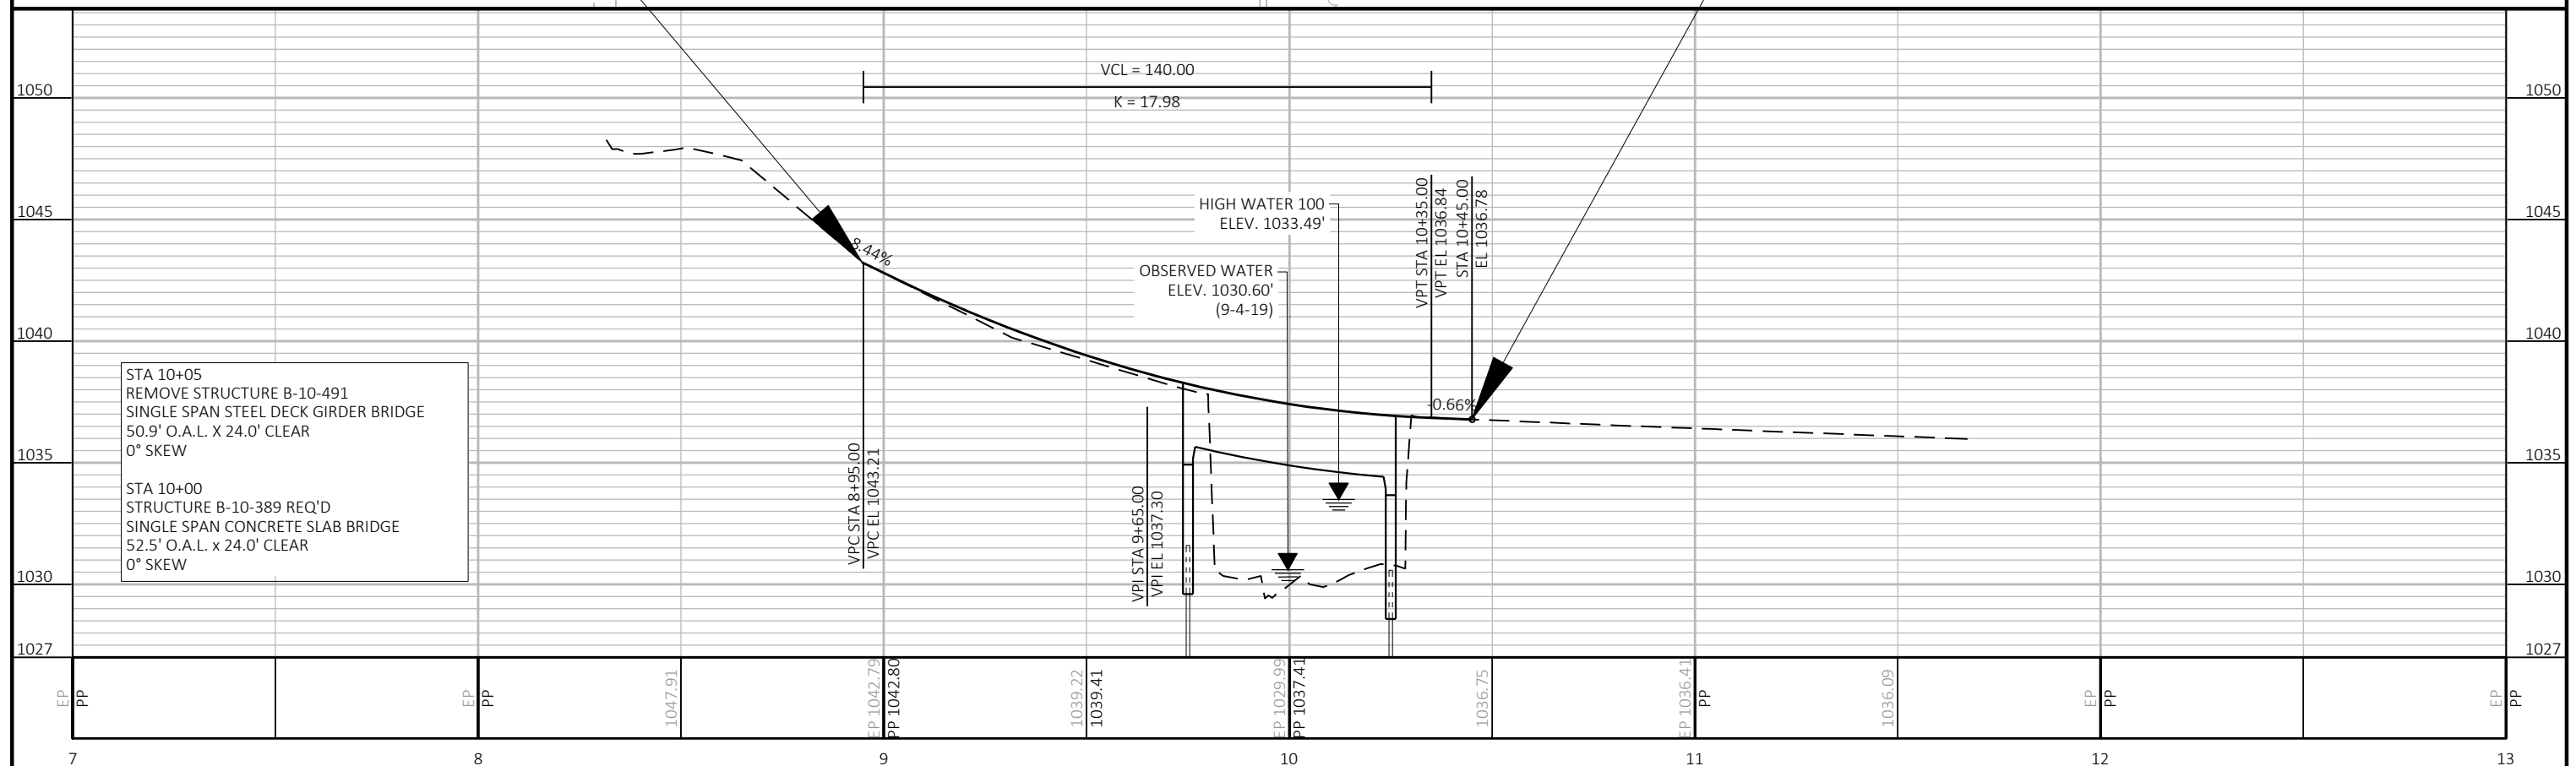 VCL = 140.00
K = 17.98
1050
1050
1045
1045
1040
1040
1035
1035
1030
1030
1027
1027
8.44%
HIGH WATER 100
ELEV. 1033.49'
OBSERVED WATER
ELEV. 1030.60'
(9-4-19)
VPT STA 10+35.00
VPT EL 1036.84
STA 10+45.00
EL 1036.78
-0.66%
STA 10+05
REMOVE STRUCTURE B-10-491
SINGLE SPAN STEEL DECK GIRDER BRIDGE
50.9' O.A.L. X 24.0' CLEAR
0° SKEW
STA 10+00
STRUCTURE B-10-389 REQ'D
SINGLE SPAN CONCRETE SLAB BRIDGE
52.5' O.A.L. x 24.0' CLEAR
0° SKEW
VPC STA 8+95.00
VPC EL 1043.21
VPI STA 9+65.00
VPI EL 1037.30
EP
PP
EP
PP
1047.91
EP 1042.79
PP 1042.80
1039.22
1039.41
EP 1029.99
PP 1037.41
1036.75
EP 1036.41
PP
1036.09
EP
PP
EP
PP
7
8
9
10
11
12
13